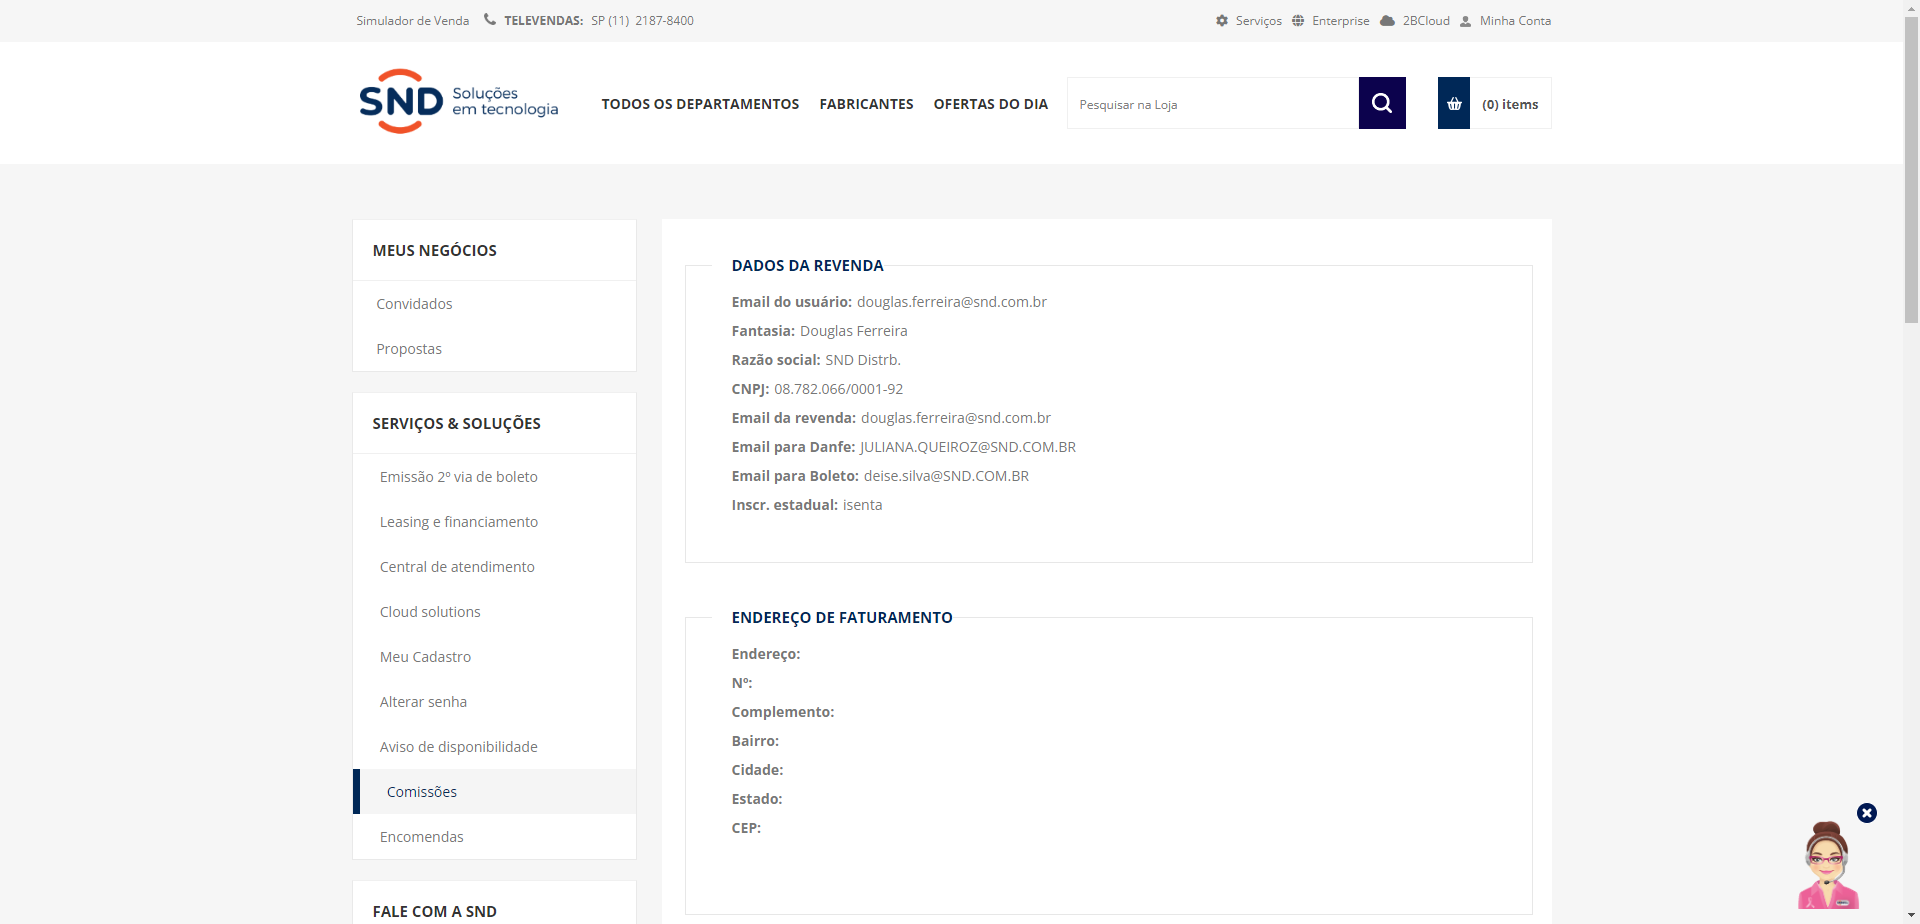 Simulador de Venda TELEVENDAS: SP (11) 2187-8400
Serviços Enterprise 2BCloud Minha Conta
SND Soluções
em tecnologia
TODOS OS DEPARTAMENTOS FABRICANTES OFERTAS DO DIA
Pesquisar na Loja
(0) items
MEUS NEGÓCIOS
Convidados
Propostas
SERVIÇOS & SOLUÇÕES
Emissão 2º via de boleto
Leasing e financiamento
Central de atendimento
Cloud solutions
Meu Cadastro
Alterar senha
Aviso de disponibilidade
Comissões
Encomendas
FALE COM A SND
DADOS DA REVENDA
Email do usuário: douglas.ferreira@snd.com.br
Fantasia: Douglas Ferreira
Razão social: SND Distrb.
CNPJ: 08.782.066/0001-92
Email da revenda: douglas.ferreira@snd.com.br
Email para Danfe: JULIANA.QUEIROZ@SND.COM.BR
Email para Boleto: deise.silva@SND.COM.BR
Inscr. estadual: isenta
ENDEREÇO DE FATURAMENTO
Endereço:
Nº:
Complemento:
Bairro:
Cidade:
Estado:
CEP: